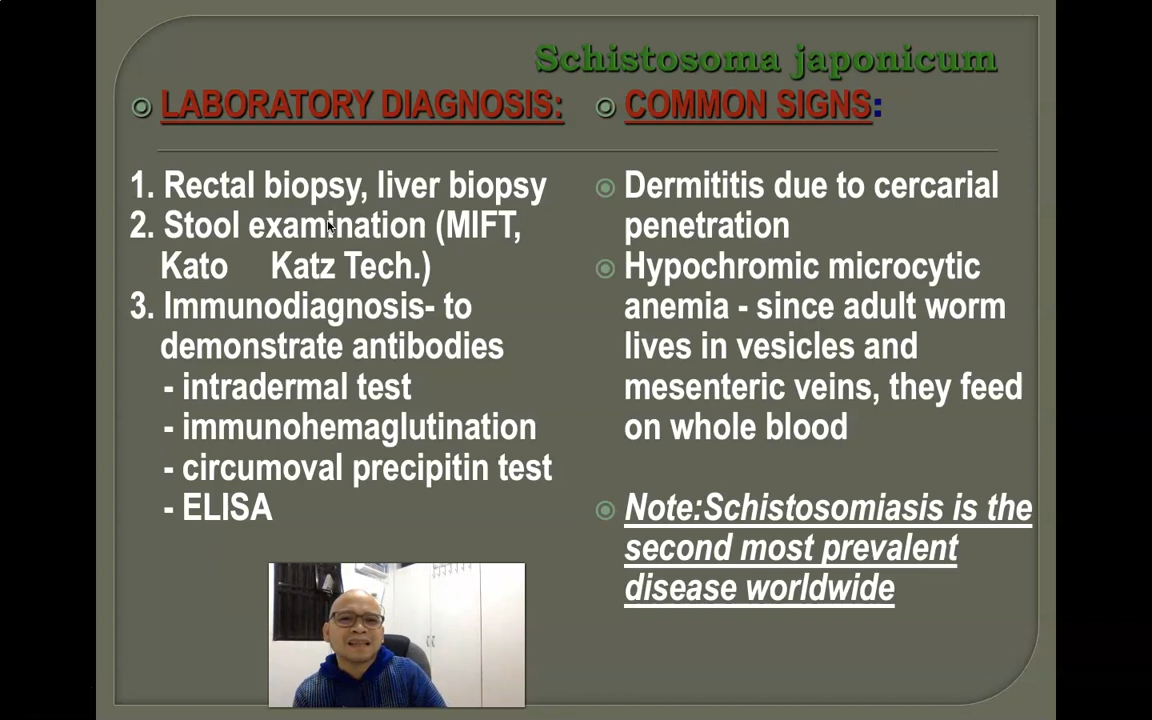 Schistosoma japonicum
LABORATORY DIAGNOSIS:
1. Rectal biopsy, liver biopsy
2. Stool examination (MIFT,
Kato Katz Tech.)
3. Immunodiagnosis- to
demonstrate antibodies
- intradermal test
- immunohemaglutination
- circumoval precipitin test
- ELISA
COMMON SIGNS:
Dermititis due to cercarial
penetration
Hypochromic microcytic
anemia - since adult worm
lives in vesicles and
mesenteric veins, they feed
on whole blood
Note:Schistosomiasis is the
second most prevalent
disease worldwide